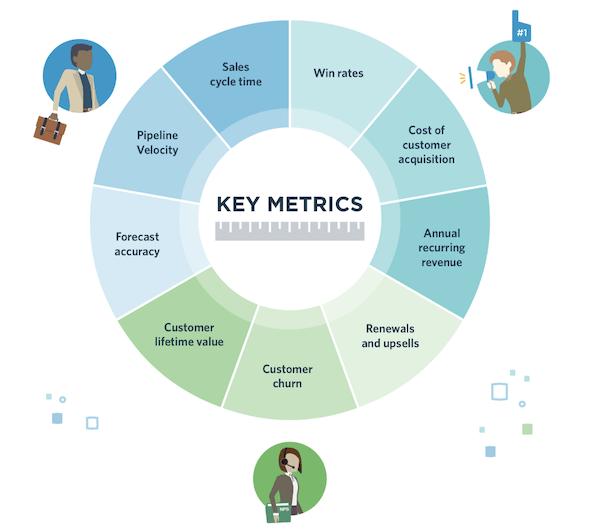 #1
Sales
cycle time
Win rates
Cost of
customer
acquisition
Pipeline
Velocity
KEY METRICS
Annual
recurring
revenue
Forecast
accuracy
Customer
lifetime value
Renewals
and upsells
Customer
churn
NPS